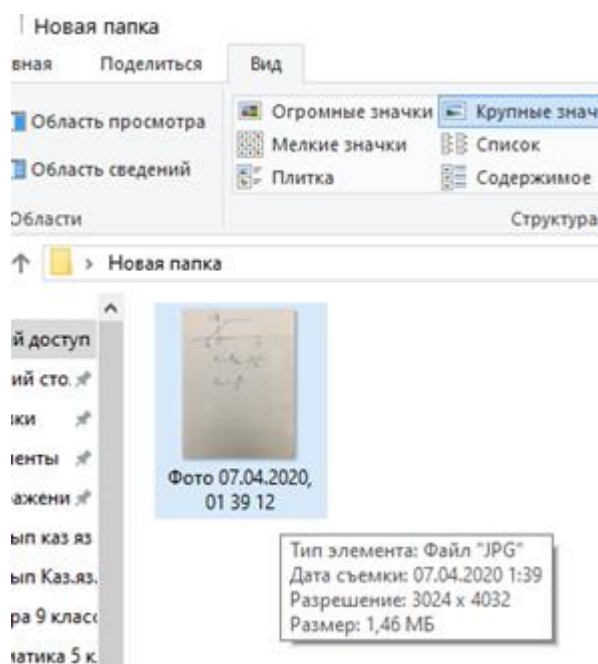 Новая папка
вная Поделиться Вид
Область просмотра
Огромные значки Крупные знач
Мелкие значки Список
Область сведений
Плитка Содержимое
Области Структура
Новая папка
й доступ
ий сто.
ки
менты
ажени
ып каз яз
ып Каз.яз.
ра 9 класс
матика 5 к
Фото 07.04.2020,
01 39 12
Тип элемента: Файл "JPG"
Дата съемки: 07.04.2020 1:39
Разрешение: 3024 x 4032
Размер: 1,46 МБ